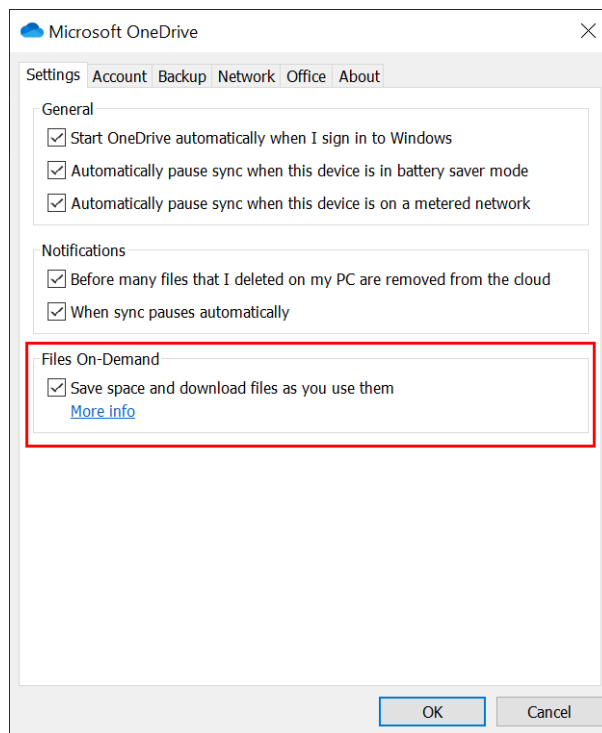 Microsoft OneDrive
Settings Account Backup Network Office About
General
Start OneDrive automatically when I sign in to Windows
Automatically pause sync when this device is in battery saver mode
Automatically pause sync when this device is on a metered network
Notifications
Before many files that I deleted on my PC are removed from the cloud
When sync pauses automatically
Files On-Demand
Save space and download files as you use them
More info
OK Cancel